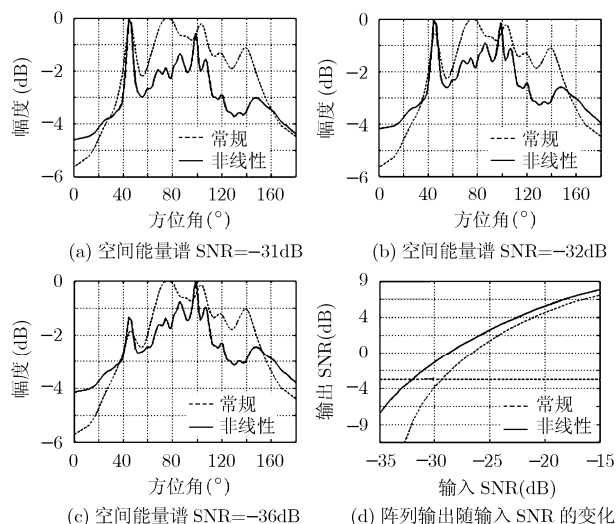 0
−2
−4
−6
幅度 (dB)
常规
非线性
0 40 80 120 160
方位角(°)
(a) 空间能量谱 SNR=−31dB
0
−2
−4
−6
幅度 (dB)
常规
非线性
0 40 80 120 160
方位角(°)
(b) 空间能量谱 SNR=−32dB
0
−2
−4
−6
幅度 (dB)
常规
非线性
0 40 80 120 160
方位角(°)
(c) 空间能量谱 SNR=−36dB
9
4
0
−4
−9
输出 SNR(dB)
常规
非线性
−35 −30 −25 −20 −15
输入 SNR(dB)
(d) 阵列输出随输入 SNR 的变化